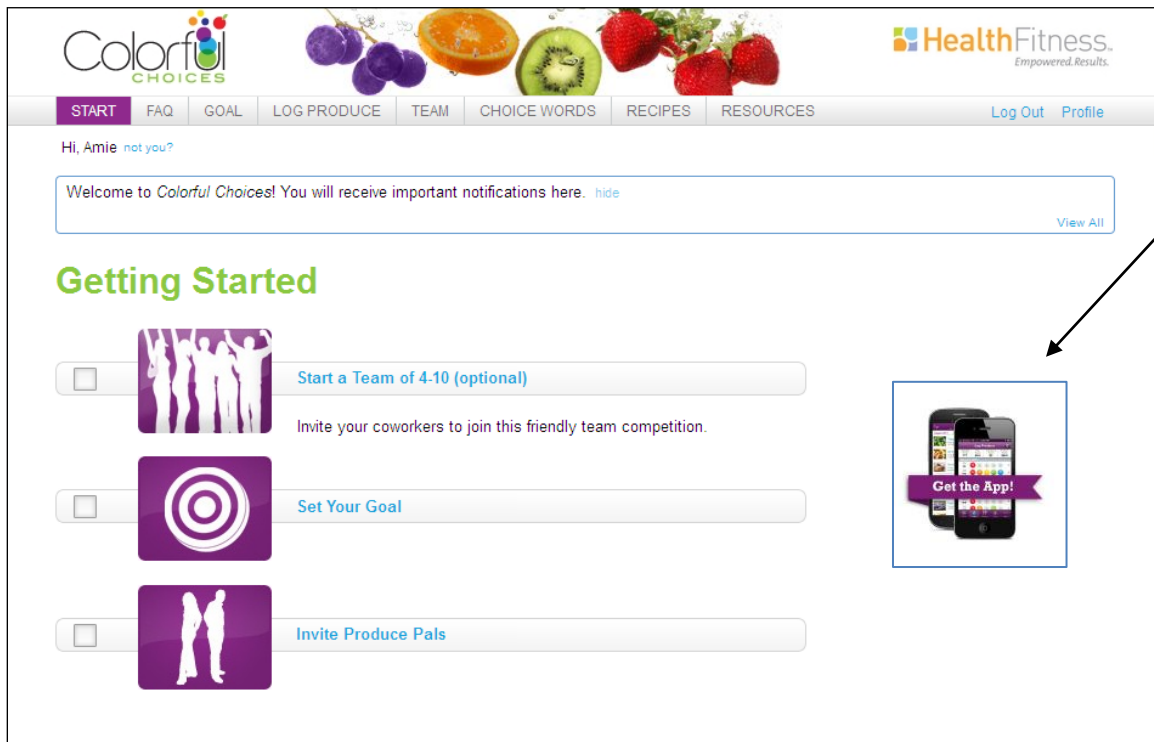 Colorful
CHOICES
HealthFitness™
Empowered.Results.
START FAQ GOAL LOG PRODUCE TEAM CHOICE WORDS RECIPES RESOURCES Log Out Profile
Hi, Amie not you?
Welcome to Colorful Choices! You will receive important notifications here. hide
View All
Getting Started
Start a Team of 4-10 (optional)
Invite your coworkers to join this friendly team competition.
Set Your Goal
Get the App!
Invite Produce Pals